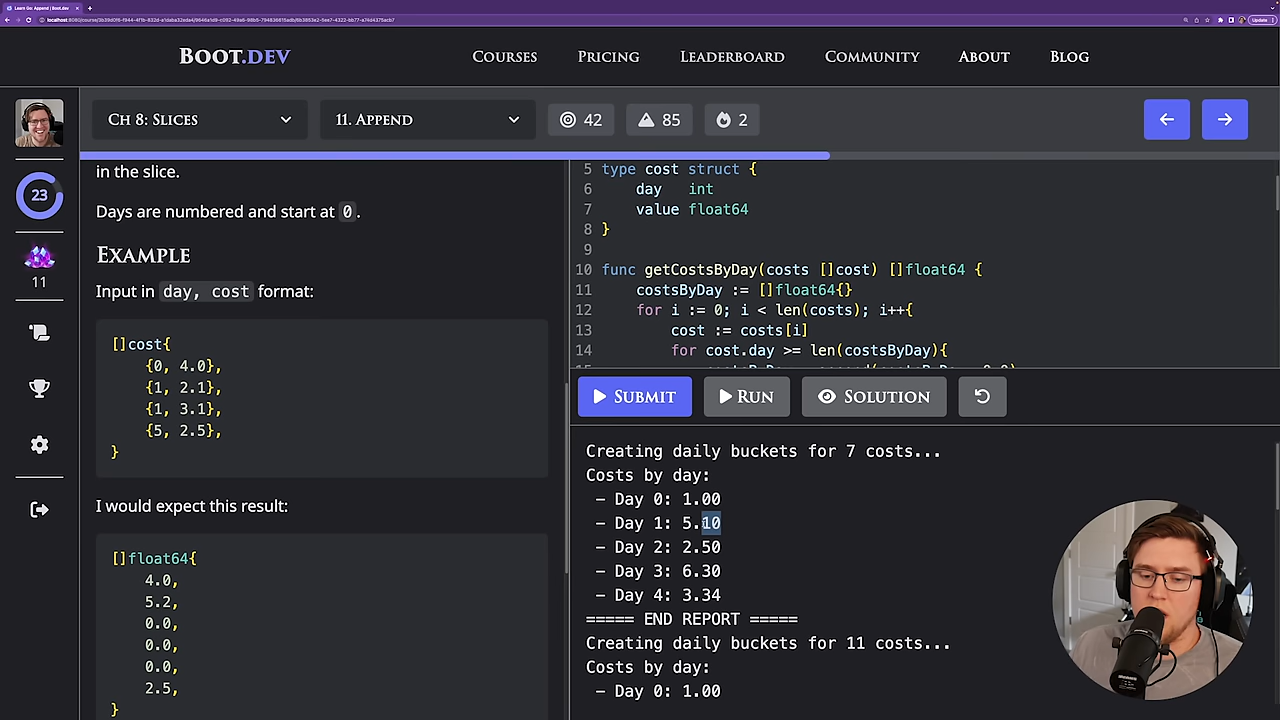 Learn Go: Append | Boot.dev
Update
BOOT.DEV
COURSES
PRICING
LEADERBOARD
COMMUNITY
ABOUT
BLOG
CH 8: SLICES
11. APPEND
42
85
2
23
11
in the slice.
Days are numbered and start at 0.
EXAMPLE
Input in day, cost format:
[]cost{
{0, 4.0},
{1, 2.1},
{1, 3.1},
{5, 2.5},
}
I would expect this result:
[]float64{
4.0,
5.2,
0.0,
0.0,
0.0,
2.5,
}
5 type cost struct {
6 day int
7 value float64
8 }
9
10 func getCostsByDay(costs []cost) []float64 {
11 costsByDay := []float64{}
12 for i := 0; i < len(costs); i++{
13 cost := costs[i]
14 for cost.day >= len(costsByDay){
SUBMIT
RUN
SOLUTION
Creating daily buckets for 7 costs...
Costs by day:
- Day 0: 1.00
- Day 1: 5.10
- Day 2: 2.50
- Day 3: 6.30
- Day 4: 3.34
===== END REPORT =====
Creating daily buckets for 11 costs...
Costs by day:
- Day 0: 1.00